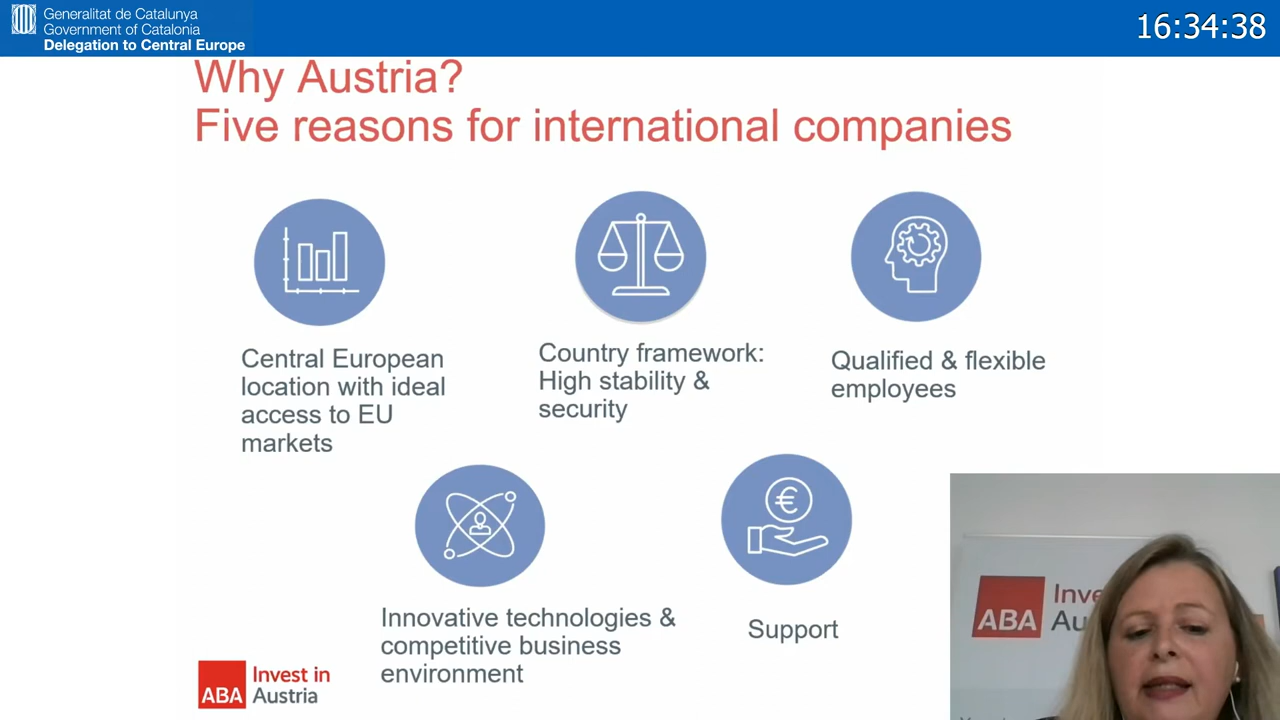 Generalitat de Catalunya
Government of Catalonia
Delegation to Central Europe
16:34:38
Why Austria?
Five reasons for international companies
Central European
location with ideal
access to EU
markets
Country framework:
High stability &
security
Qualified & flexible
employees
Innovative technologies &
competitive business
environment
Support
ABA
Invest in
Austria
ABA